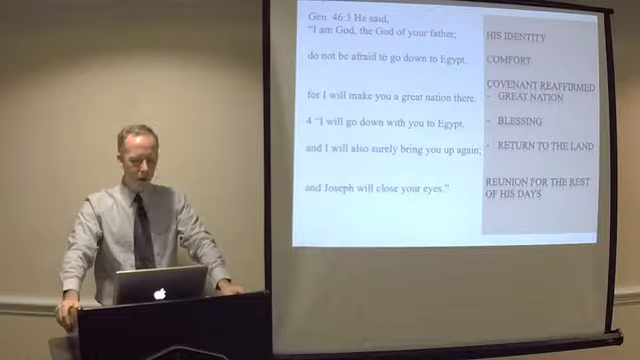 Gen. 46:3 He said,
"I am God, the God of your father;
HIS IDENTITY
do not be afraid to go down to Egypt,
COMFORT
COVENANT REAFFIRMED
for I will make you a great nation there.
- GREAT NATION
4 "I will go down with you to Egypt,
- BLESSING
and I will also surely bring you up again;
- RETURN TO THE LAND
and Joseph will close your eyes."
REUNION FOR THE REST
OF HIS DAYS